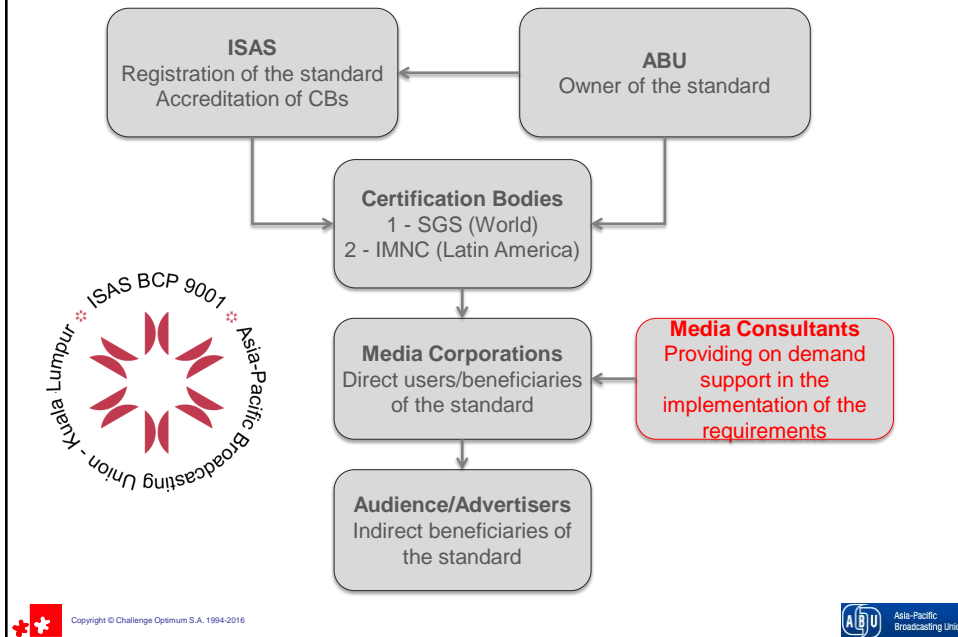 ISAS
Registration of the standard
Accreditation of CBs
ABU
Owner of the standard
Certification Bodies
1 - SGS (World)
2 - IMNC (Latin America)
ISAS BCP 9001
Asia-Pacific Broadcasting Union - Kuala Lumpur
Media Corporations
Direct users/beneficiaries
of the standard
Media Consultants
Providing on demand
support in the
implementation of the
requirements
Audience/Advertisers
Indirect beneficiaries of
the standard
Copyright © Challenge Optimum S.A. 1994-2016
ABU
Asia-Pacific
Broadcasting Unio